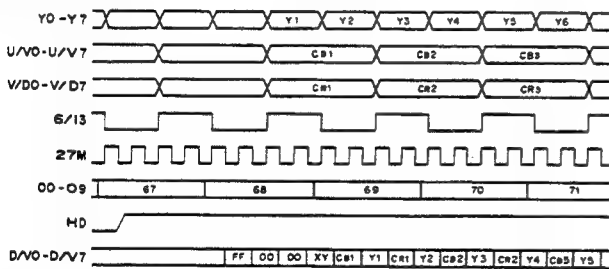 Y0-Y7 Y1 Y2 Y3 Y4 Y5 Y6
U/V0-U/V7 CB1 CB2 CB3
V/D0-V/D7 CR1 CR2 CR3
6/13
27M
00-09 67 68 69 70 71
HD
D/V0-D/V7 FF 00 00 XY CB1 Y1 CR1 Y2 CB2 Y3 CR2 Y4 CB5 Y5